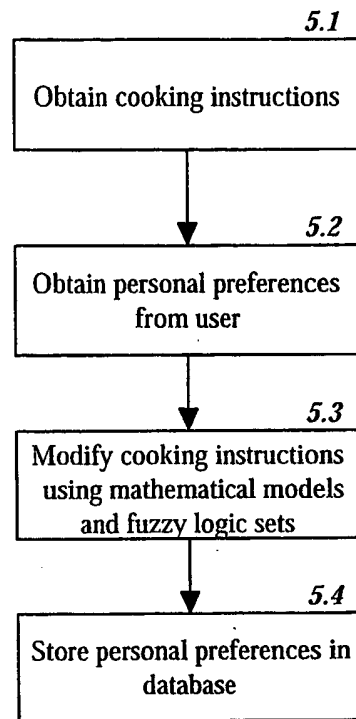 5.1
Obtain cooking instructions
5.2
Obtain personal preferences
from user
5.3
Modify cooking instructions
using mathematical models
and fuzzy logic sets
5.4
Store personal preferences in
database